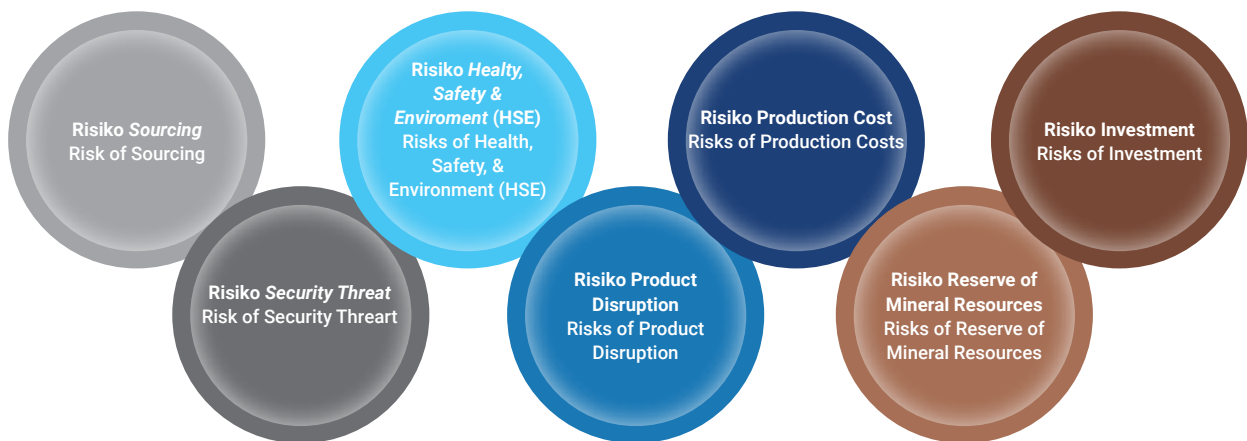 Risiko Sourcing
Risk of Sourcing
Risiko Security Threat
Risk of Security Threart
Risiko Healty,
Safety &
Enviroment (HSE)
Risks of Health,
Safety, &
Environment (HSE)
Risiko Product
Disruption
Risks of Product
Disruption
Risiko Production Cost
Risks of Production Costs
Risiko Reserve of
Mineral Resources
Risks of Reserve of
Mineral Resources
Risiko Investment
Risks of Investment